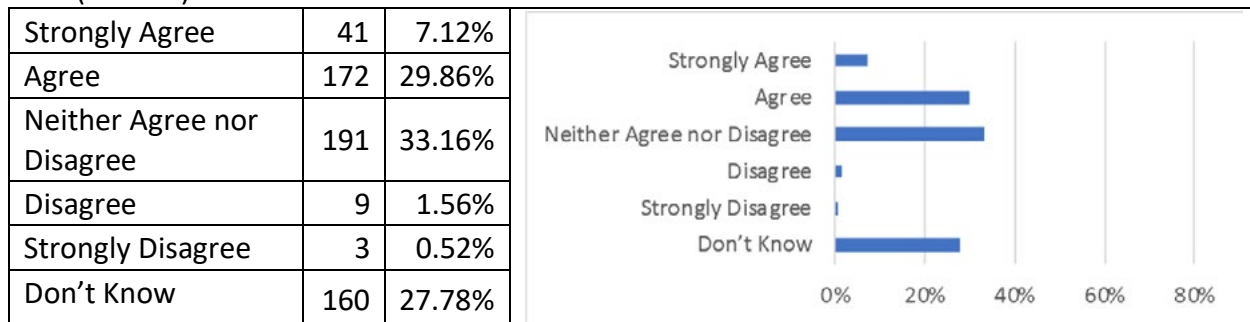 Strongly Agree 41 7.12%
Agree 172 29.86%
Neither Agree nor
Disagree 191 33.16%
Disagree 9 1.56%
Strongly Disagree 3 0.52%
Don't Know 160 27.78%
Strongly Agree
Agree
Neither Agree nor Disagree
Disagree
Strongly Disagree
Don't Know
0% 20% 40% 60% 80%